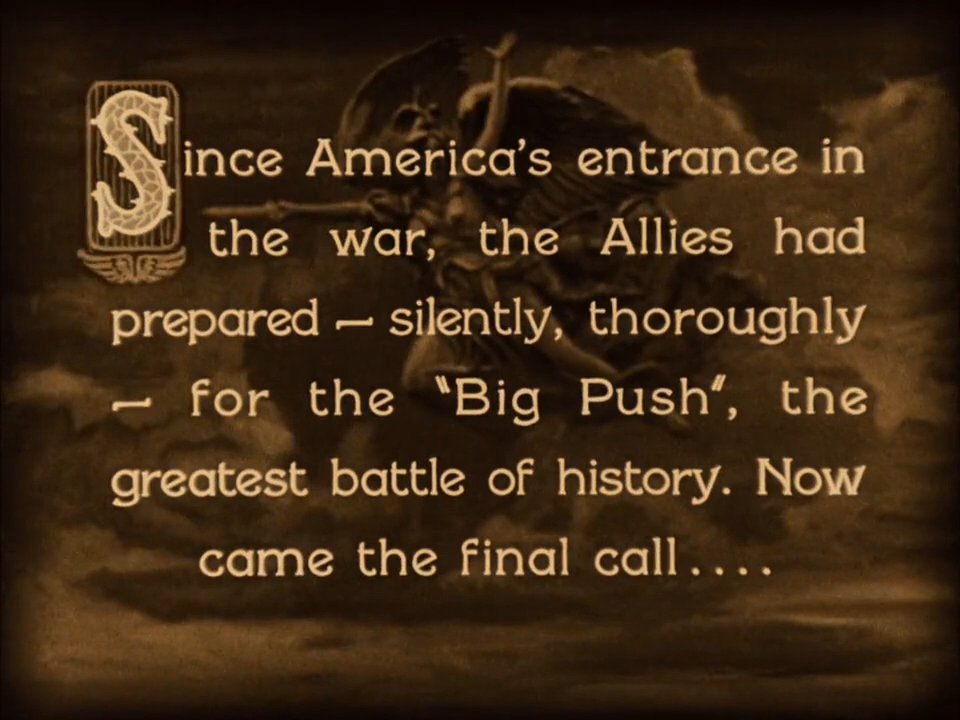 Since America's entrance in
the war, the Allies had
prepared — silently, thoroughly
— for the "Big Push", the
greatest battle of history. Now
came the final call....